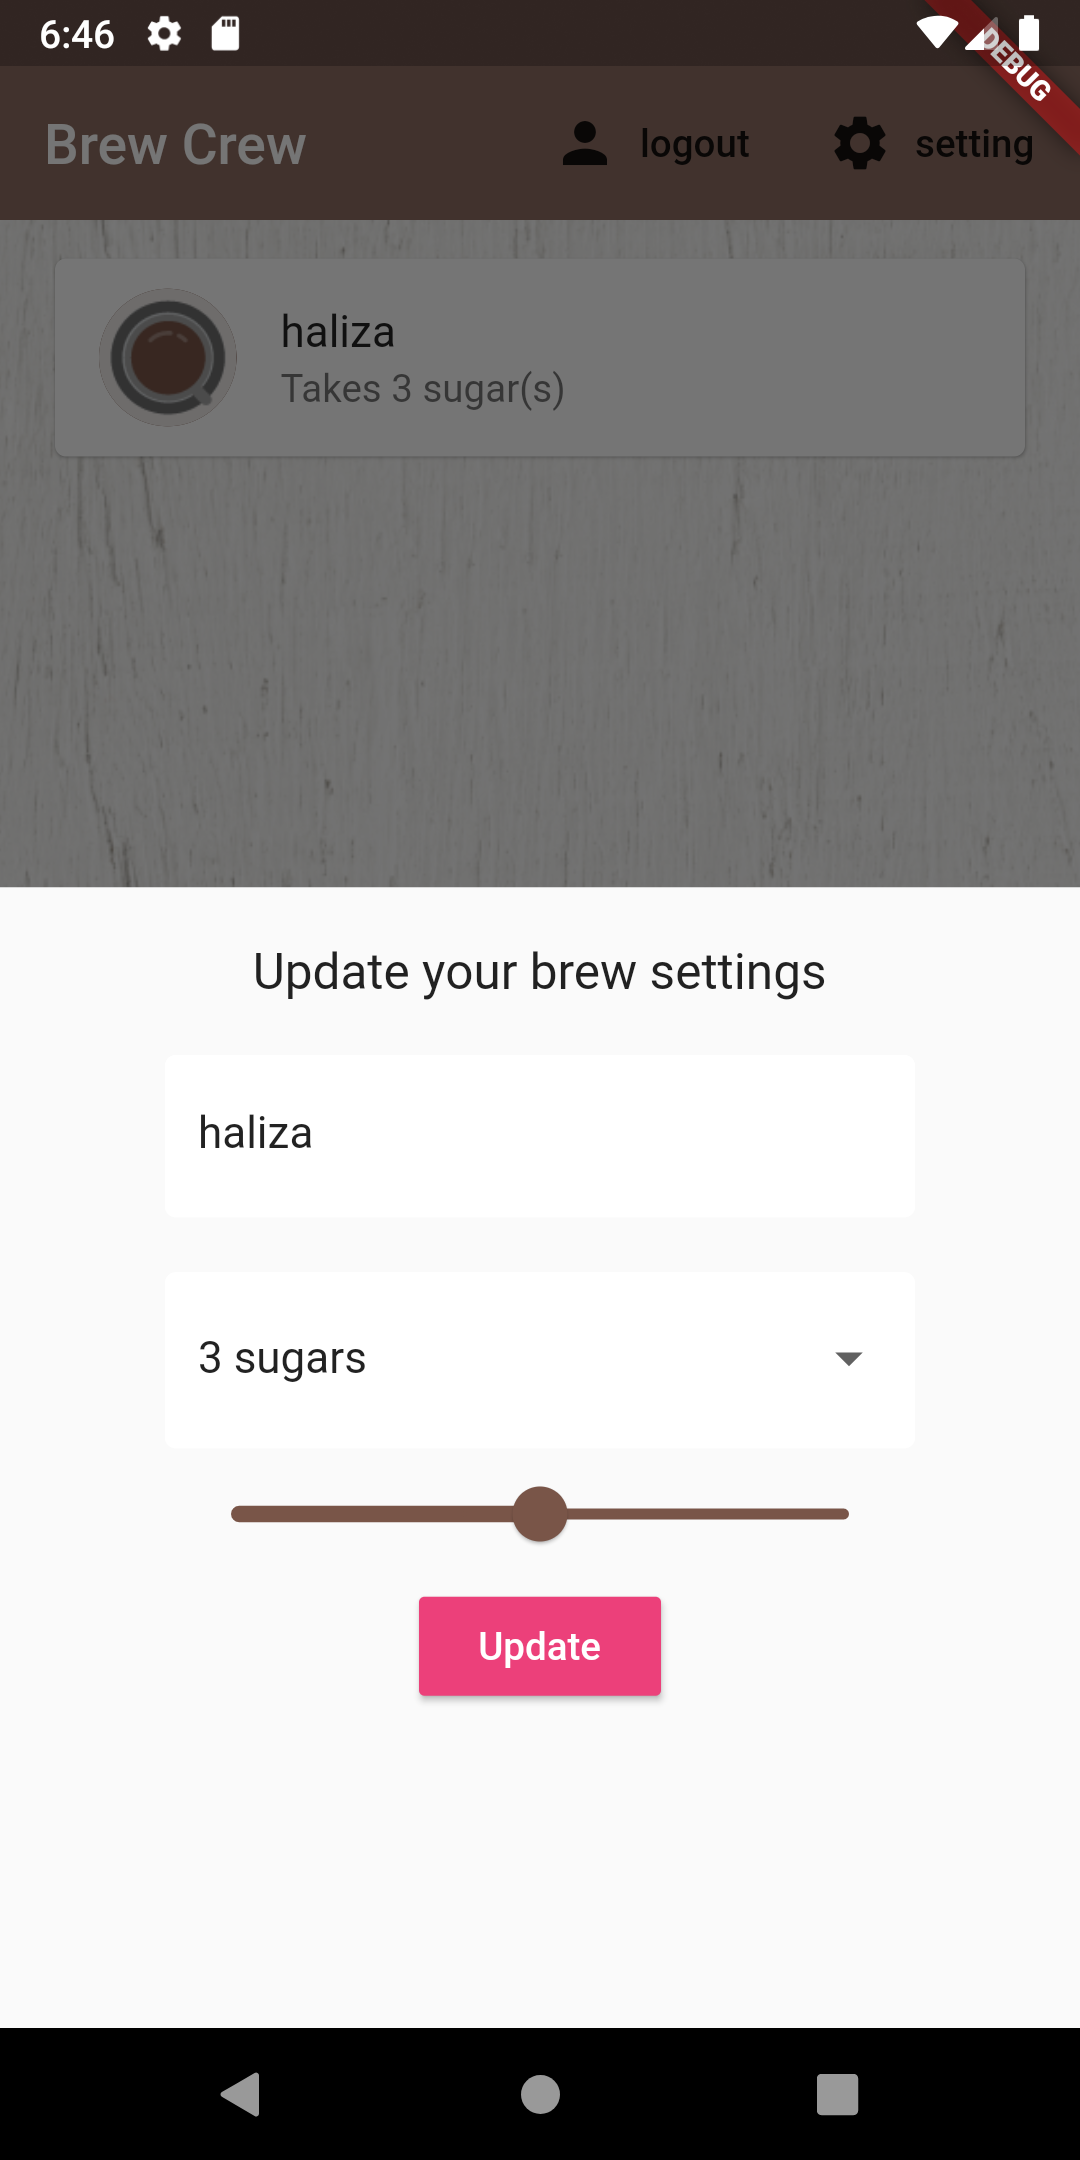 6:46
DEBUG
Brew Crew
logout
setting
haliza
Takes 3 sugar(s)
Update your brew settings
haliza
3 sugars
Update